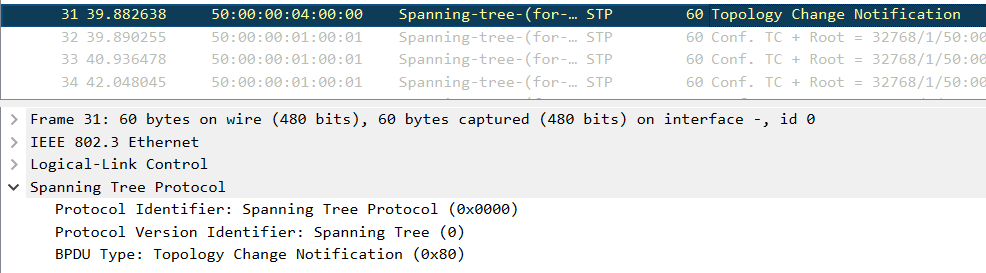 31 39.882638 50:00:00:04:00:00 Spanning-tree-(for-… STP 60 Topology Change Notification
32 39.890255 50:00:00:01:00:01 Spanning-tree-(for-… STP 60 Conf. TC + Root = 32768/1/50:00
33 40.936478 50:00:00:01:00:01 Spanning-tree-(for-… STP 60 Conf. TC + Root = 32768/1/50:00
34 42.048045 50:00:00:01:00:01 Spanning-tree-(for-… STP 60 Conf. TC + Root = 32768/1/50:00
Frame 31: 60 bytes on wire (480 bits), 60 bytes captured (480 bits) on interface -, id 0
IEEE 802.3 Ethernet
Logical-Link Control
Spanning Tree Protocol
Protocol Identifier: Spanning Tree Protocol (0x0000)
Protocol Version Identifier: Spanning Tree (0)
BPDU Type: Topology Change Notification (0x80)